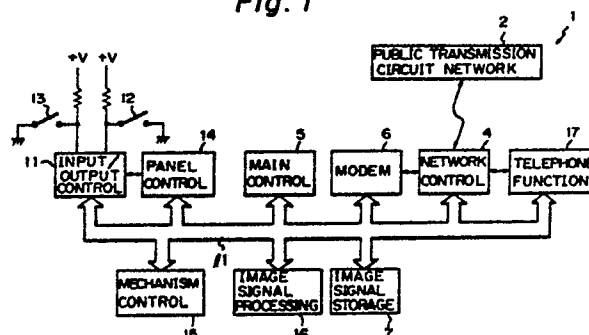 Fig. 1
1
2
PUBLIC TRANSMISSION
CIRCUIT NETWORK
+V +V
13
12
11
INPUT/
OUTPUT
CONTROL
14
PANEL
CONTROL
5
MAIN
CONTROL
6
MODEM
4
NETWORK
CONTROL
17
TELEPHONE
FUNCTION
ℓ1
MECHANISM
CONTROL
15
IMAGE
SIGNAL
PROCESSING
16
IMAGE
SIGNAL
STORAGE
7